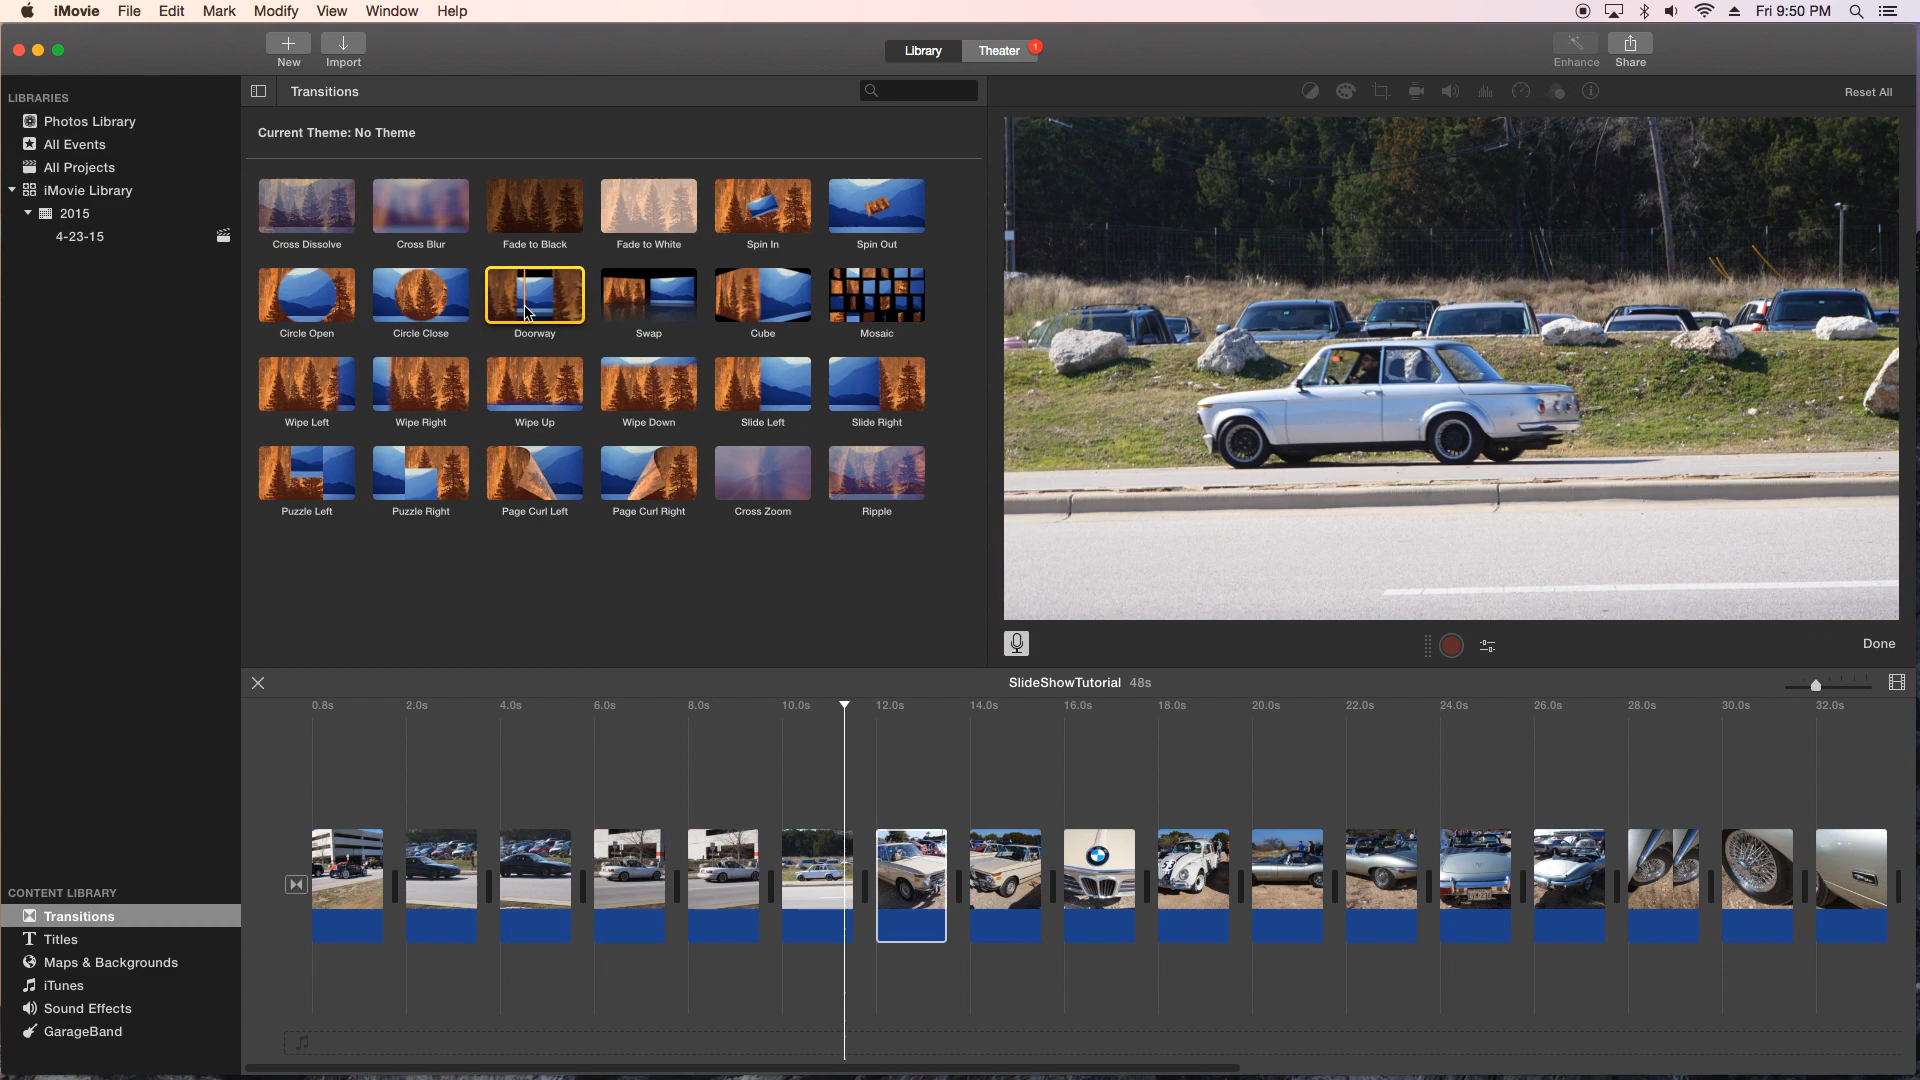 iMovie File Edit Mark Modify View Window Help Fri 9:50 PM
New Import Library Theater 1 Enhance Share
LIBRARIES
Photos Library
All Events
All Projects
iMovie Library
2015
4-23-15
Transitions Reset All
Current Theme: No Theme
Cross Dissolve Cross Blur Fade to Black Fade to White Spin In Spin Out
Circle Open Circle Close Doorway Swap Cube Mosaic
Wipe Left Wipe Right Wipe Up Wipe Down Slide Left Slide Right
Puzzle Left Puzzle Right Page Curl Left Page Curl Right Cross Zoom Ripple
Done
SlideShowTutorial 48s
0.8s 2.0s 4.0s 6.0s 8.0s 10.0s 12.0s 14.0s 16.0s 18.0s 20.0s 22.0s 24.0s 26.0s 28.0s 30.0s 32.0s
53
CONTENT LIBRARY
Transitions
Titles
Maps & Backgrounds
iTunes
Sound Effects
GarageBand